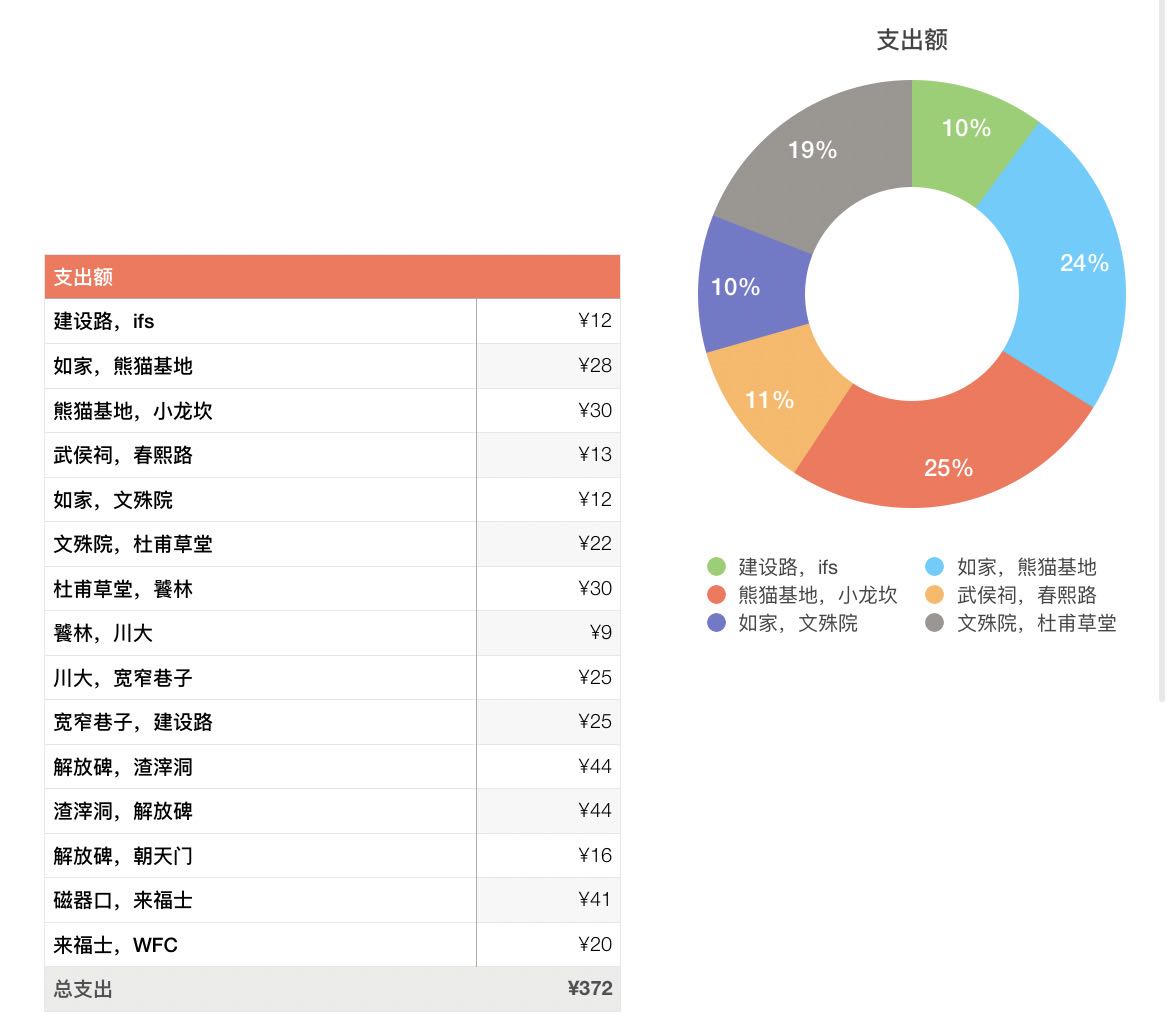 支出额
10%
24%
25%
11%
10%
19%
建设路，ifs
如家，熊猫基地
熊猫基地，小龙坎
武侯祠，春熙路
如家，文殊院
文殊院，杜甫草堂
支出额
建设路，ifs ¥12
如家，熊猫基地 ¥28
熊猫基地，小龙坎 ¥30
武侯祠，春熙路 ¥13
如家，文殊院 ¥12
文殊院，杜甫草堂 ¥22
杜甫草堂，饕林 ¥30
饕林，川大 ¥9
川大，宽窄巷子 ¥25
宽窄巷子，建设路 ¥25
解放碑，渣滓洞 ¥44
渣滓洞，解放碑 ¥44
解放碑，朝天门 ¥16
磁器口，来福士 ¥41
来福士，WFC ¥20
总支出 ¥372